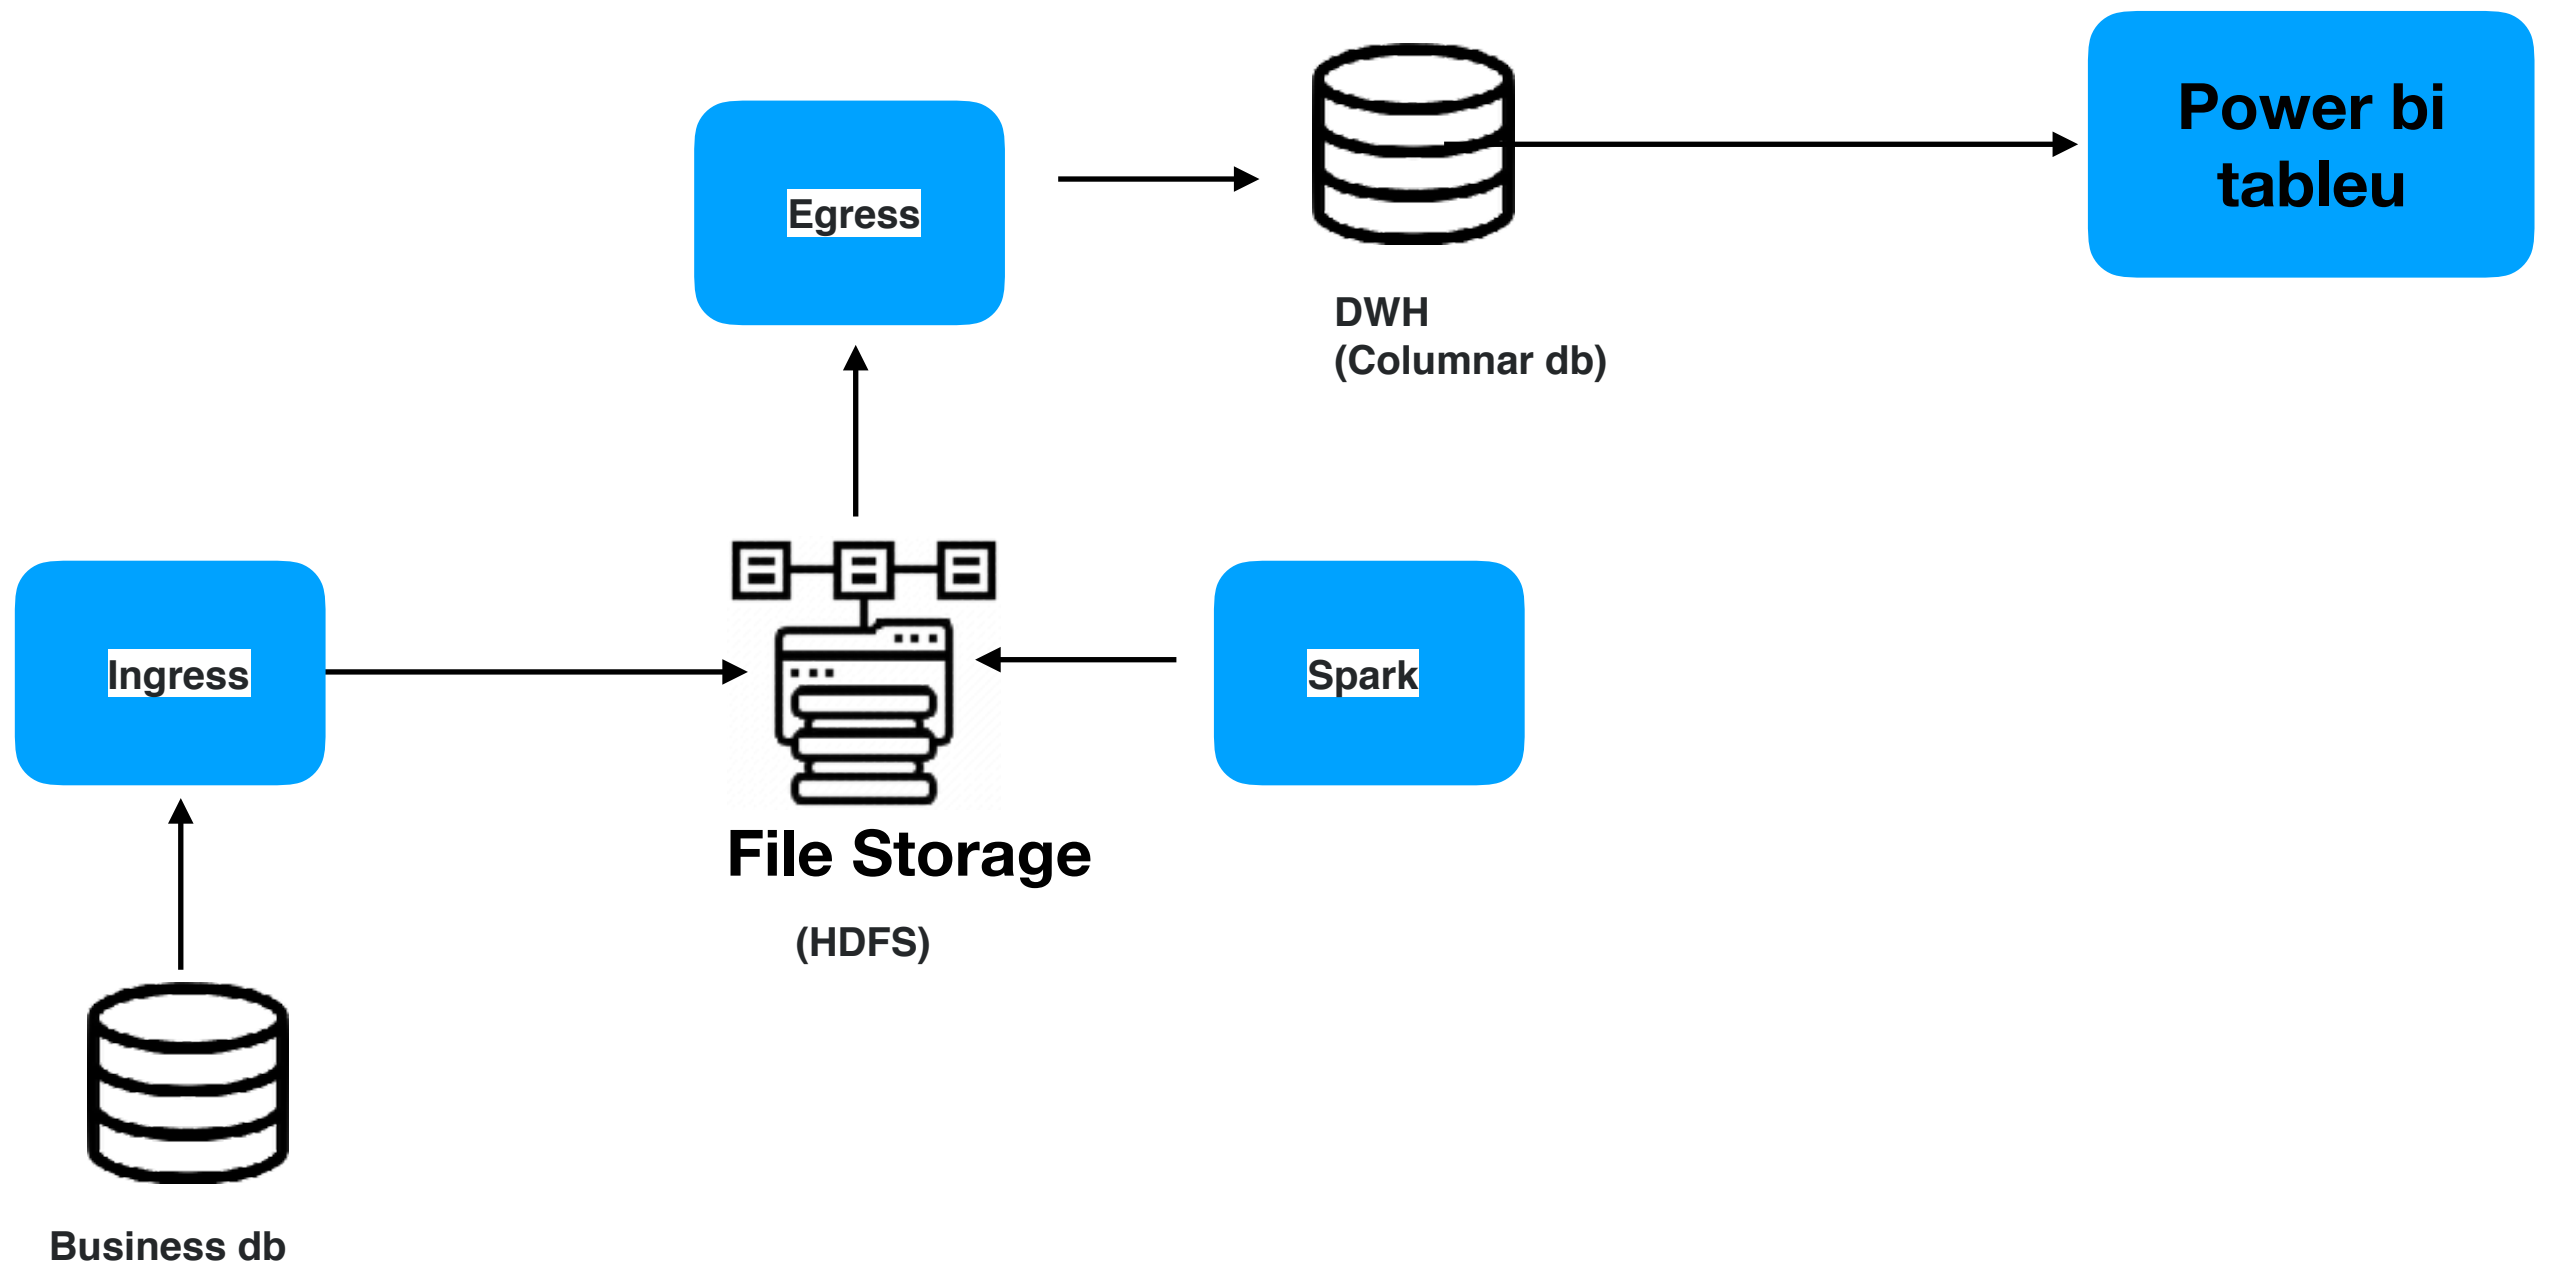 Power bi
tableu
Egress
DWH
(Columnar db)
Ingress
Spark
File Storage
(HDFS)
Business db